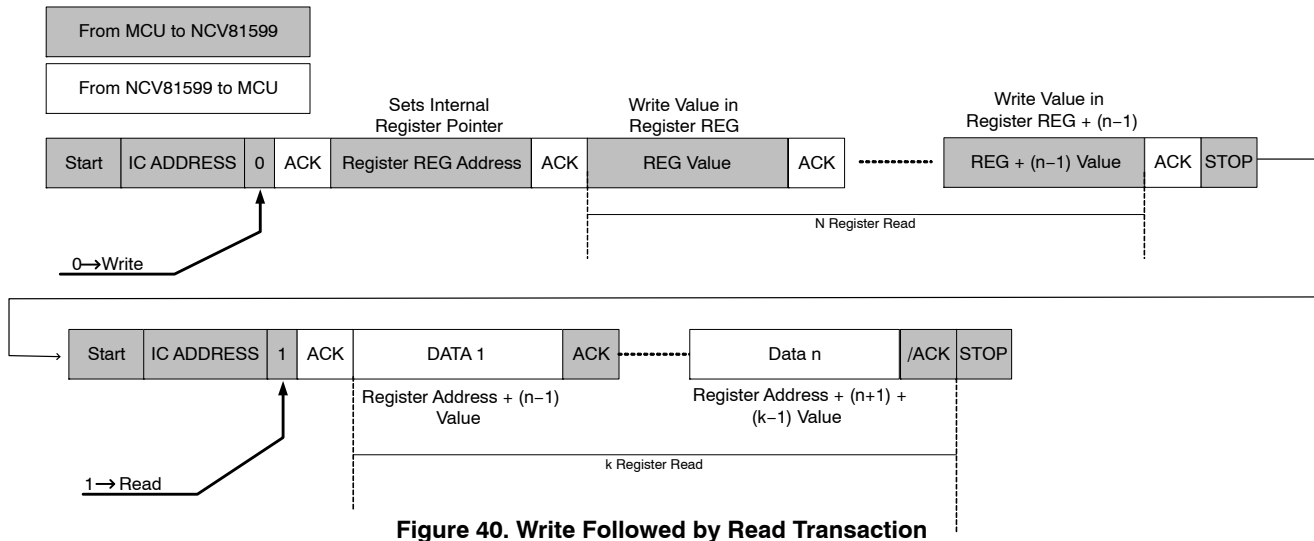 From MCU to NCV81599
From NCV81599 to MCU
Sets Internal
Register Pointer
Write Value in
Register REG
Write Value in
Register REG + (n−1)
Start IC ADDRESS 0 ACK Register REG Address ACK REG Value ACK REG + (n−1) Value ACK STOP
N Register Read
0→Write
Start IC ADDRESS 1 ACK DATA 1 ACK Data n /ACK STOP
Register Address + (n−1)
Value
Register Address + (n+1) +
(k−1) Value
k Register Read
1→Read
Figure 40. Write Followed by Read Transaction